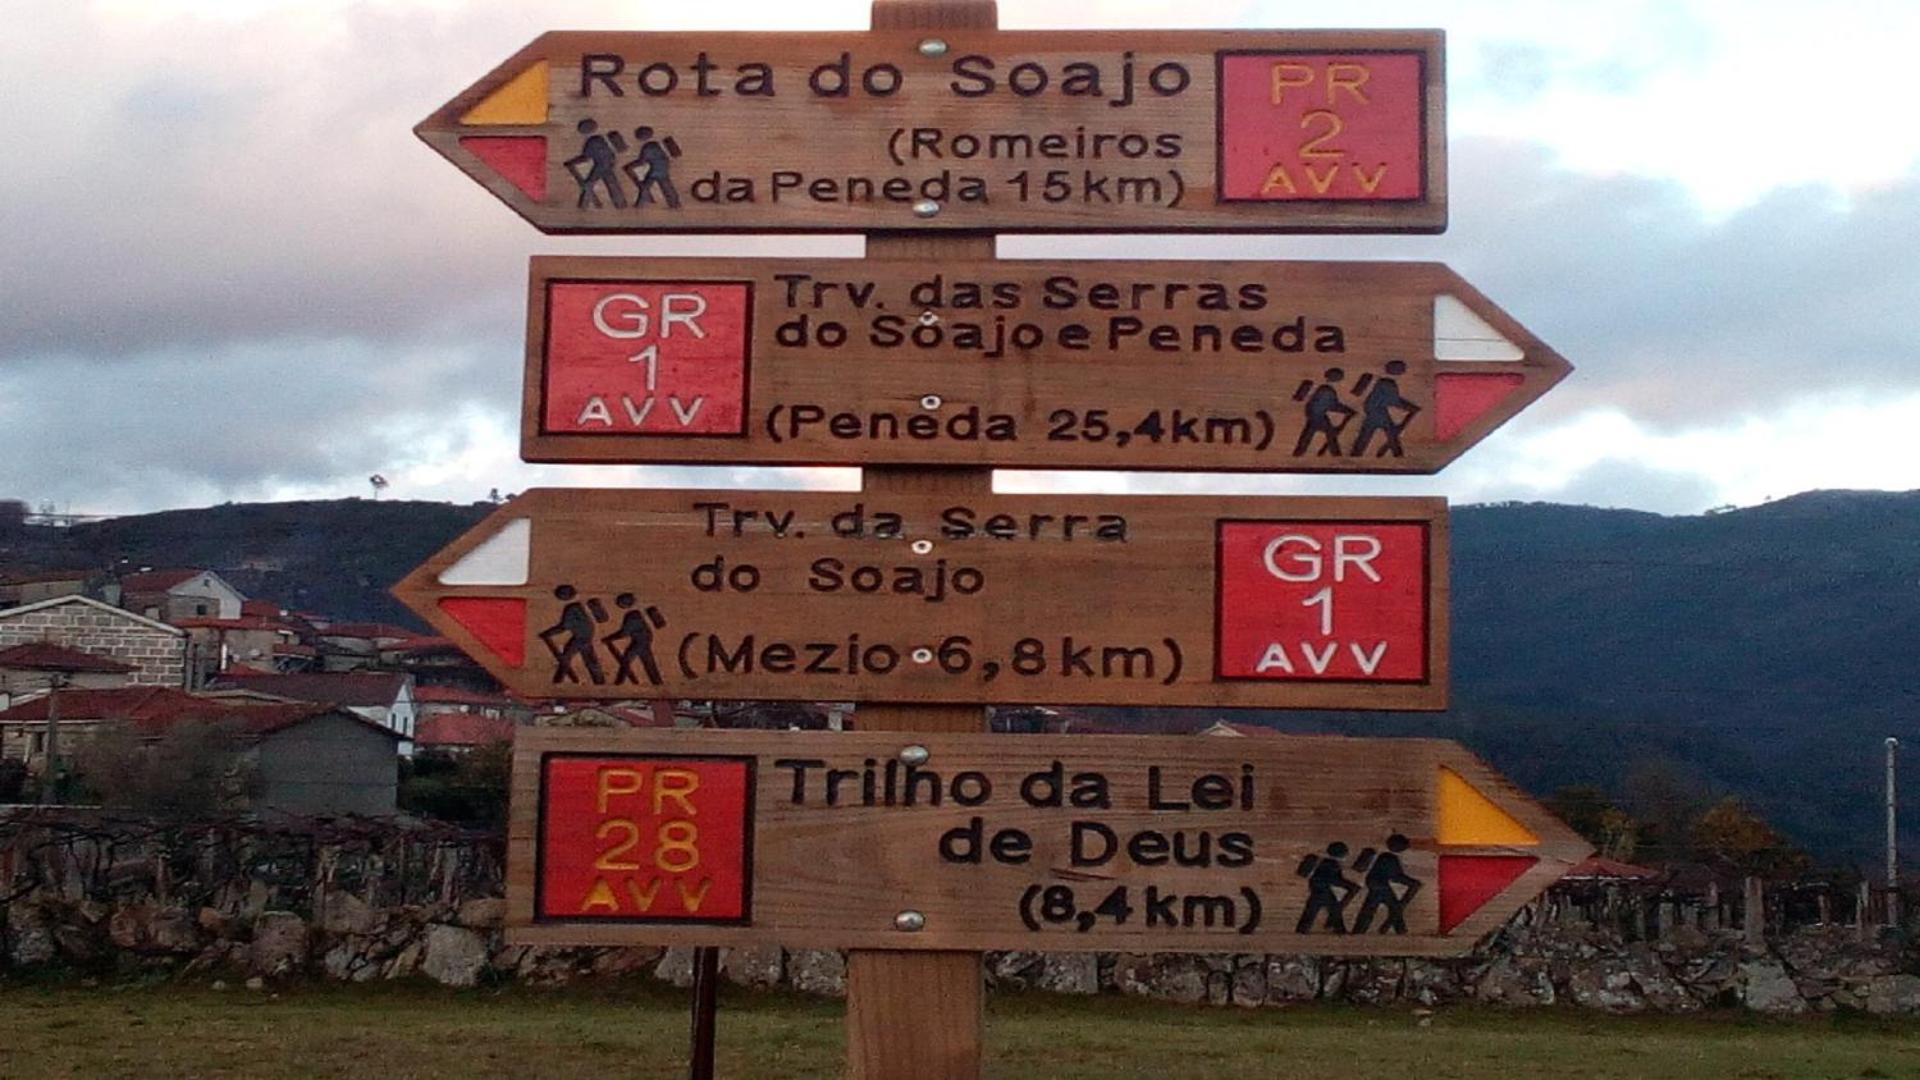 Rota do Soajo
(Romeiros
da Peneda 15km)
PR
2
AVV
GR
1
AVV
Trv. das Serras
do Soajo e Peneda
(Peneda 25,4km)
Trv. da Serra
do Soajo
(Mezio 6,8km)
GR
1
AVV
PR
28
AVV
Trilho da Lei
de Deus
(8,4km)